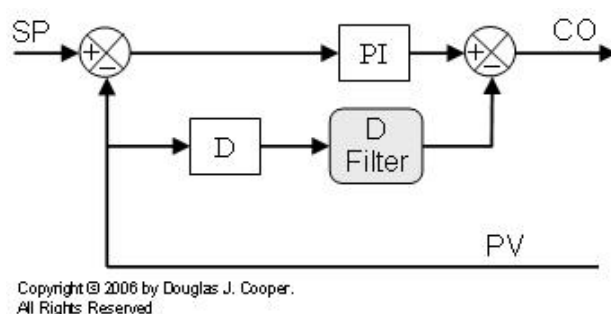 SP
CO
+
−
PI
+
−
D
D
Filter
PV
Copyright © 2006 by Douglas J. Cooper.
All Rights Reserved